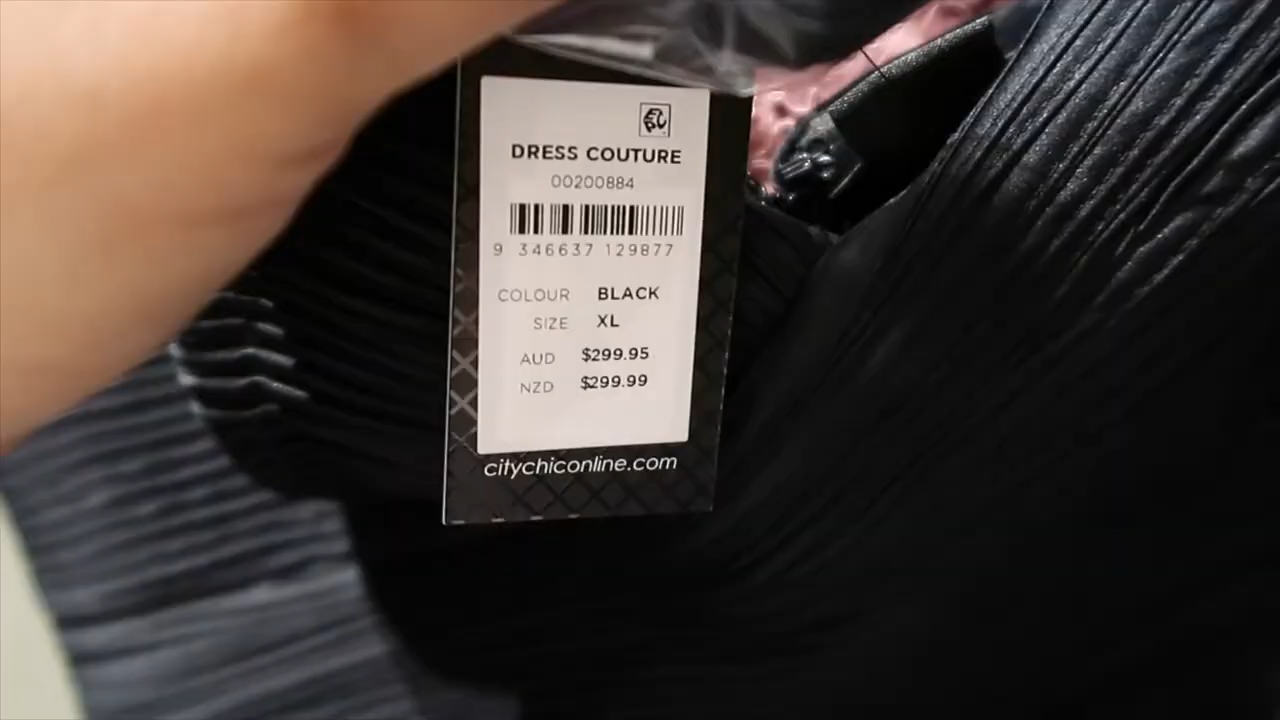 DRESS COUTURE
00200884
9 346637 129877
COLOUR BLACK
SIZE XL
AUD $299.95
NZD $299.99
citychiconline.com